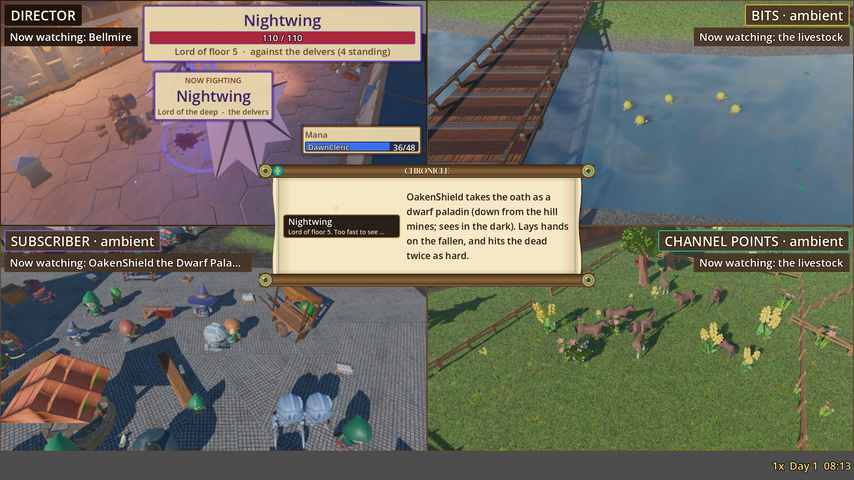 DIRECTOR
Now watching: Bellmire
Nightwing
110 / 110
Lord of floor 5 · against the delvers (4 standing)
NOW FIGHTING
Nightwing
Lord of the deep · the delvers
Mana
DawnCleric 36/48
BITS · ambient
Now watching: the livestock
CHRONICLE
Nightwing
Lord of floor 5. Too fast to see ...
OakenShield takes the oath as a
dwarf paladin (down from the hill
mines; sees in the dark). Lays hands
on the fallen, and hits the dead
twice as hard.
SUBSCRIBER · ambient
Now watching: OakenShield the Dwarf Pala...
CHANNEL POINTS · ambient
Now watching: the livestock
1x Day 1 08:13